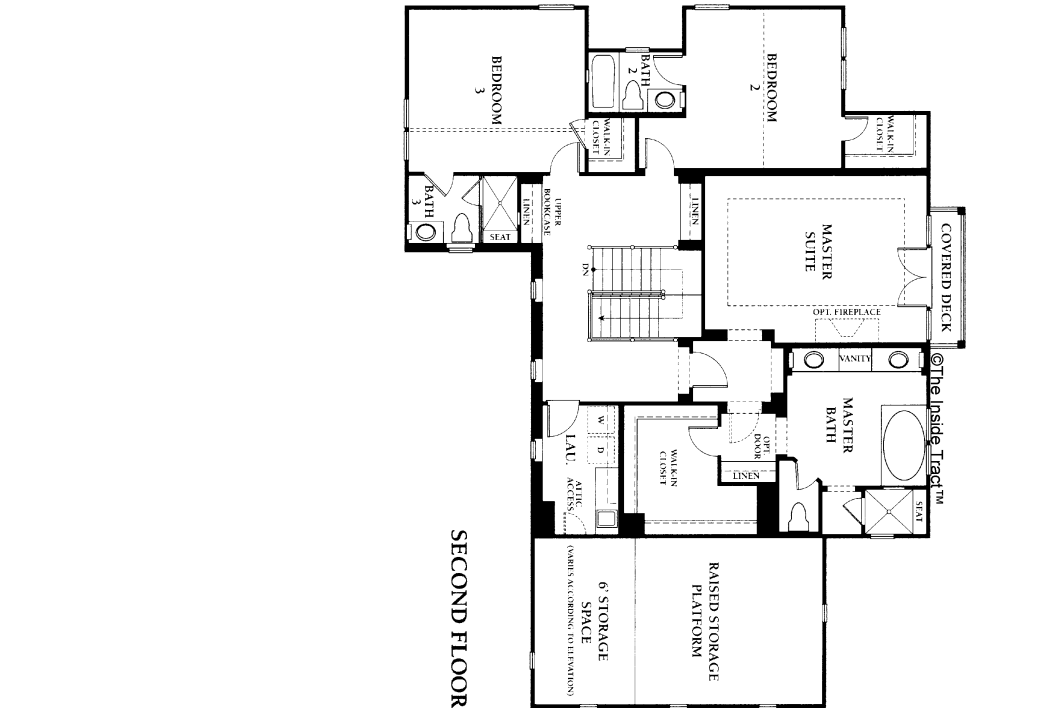 BEDROOM
3
BATH
2
BEDROOM
2
WALK-IN
CLOSET
WALK-IN
CLOSET
BATH
3
SEAT
LINEN
UPPER
BOOKCASE
LINEN
DN
MASTER
SUITE
COVERED DECK
OPT. FIREPLACE
VANITY
MASTER
BATH
W
D
LAU.
ATTIC
ACCESS
WALK-IN
CLOSET
OPT.
DOOR
LINEN
SEAT
RAISED STORAGE
PLATFORM
6' STORAGE
SPACE
(VARIES ACCORDING TO ELEVATION)
SECOND FLOOR
©The Inside Tract™